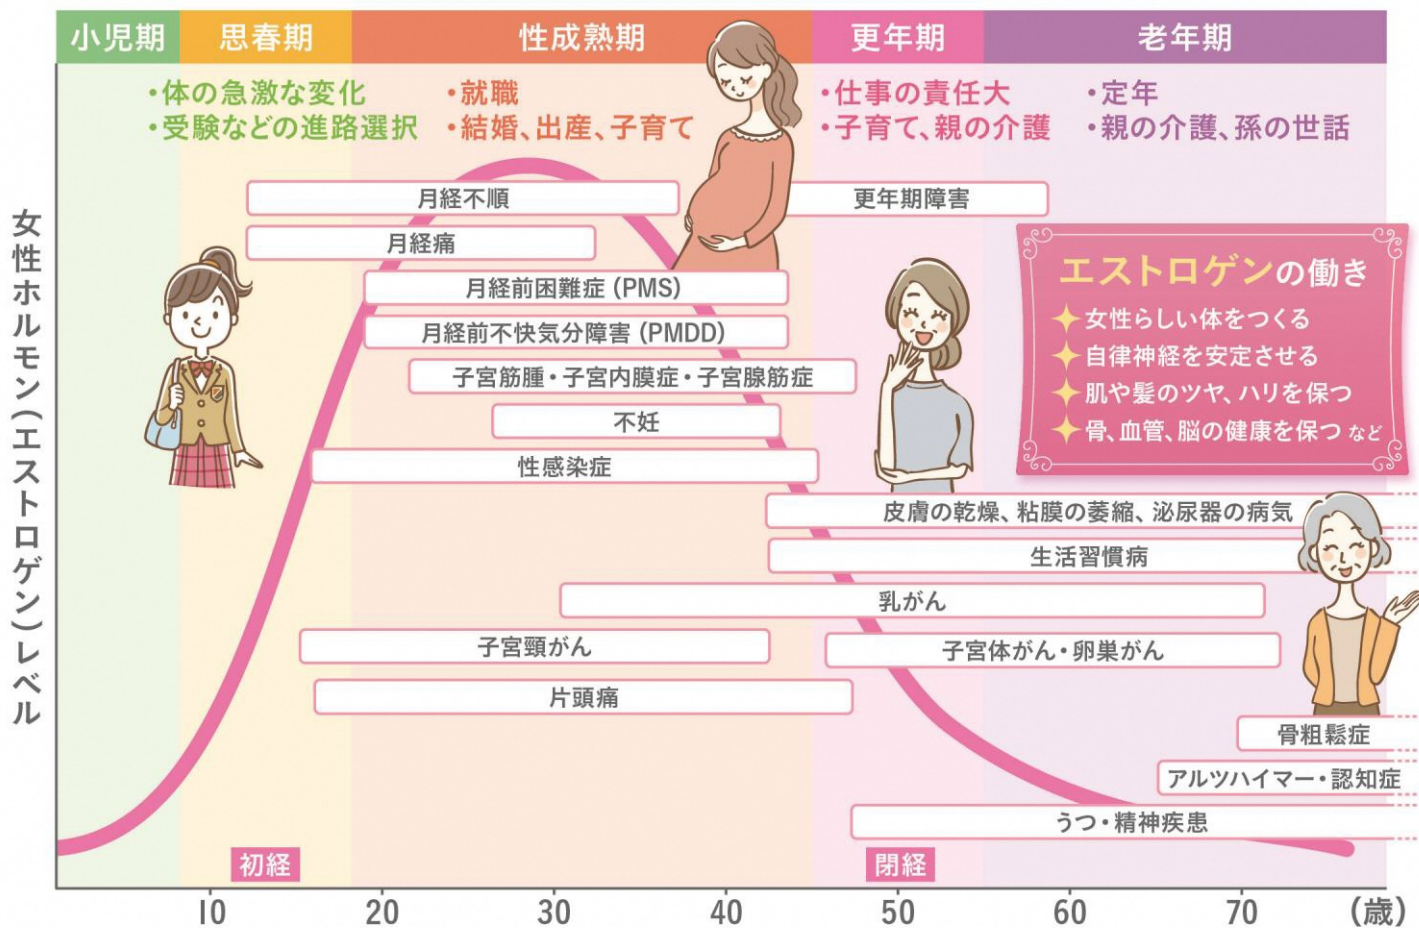 小児期
思春期
性成熟期
更年期
老年期
・体の急激な変化
・受験などの進路選択
・就職
・結婚、出産、子育て
・仕事の責任大
・子育て、親の介護
・定年
・親の介護、孫の世話
女性ホルモン(エストロゲン)レベル
月経不順
更年期障害
月経痛
月経前困難症 (PMS)
月経前不快気分障害 (PMDD)
子宮筋腫・子宮内膜症・子宮腺筋症
不妊
性感染症
エストロゲンの働き
女性らしい体をつくる
自律神経を安定させる
肌や髪のツヤ、ハリを保つ
骨、血管、脳の健康を保つ など
皮膚の乾燥、粘膜の萎縮、泌尿器の病気
生活習慣病
乳がん
子宮頸がん
子宮体がん・卵巣がん
片頭痛
骨粗鬆症
アルツハイマー・認知症
うつ・精神疾患
初経
閉経
10
20
30
40
50
60
70
(歳)